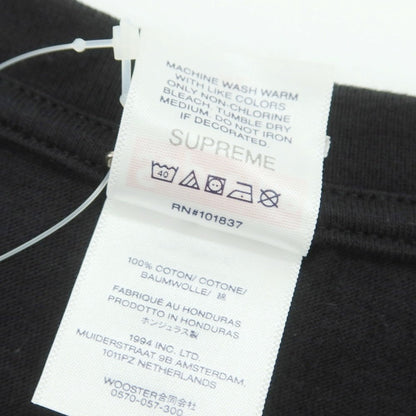 MACHINE WASH WARM
WITH LIKE COLORS
ONLY NON-CHLORINE
BLEACH. TUMBLE DRY
MEDIUM. DO NOT IRON
IF DECORATED.
SUPREME
40
RN#101837
100% COTON/COTONE/
BAUMWOLLE/ 綿
FABRIQUÉ AU HONDURAS
PRODOTTO IN HONDURAS
ホンジュラス製
1994 INC. LTD.
MUIDERSTRAAT 9B AMSTERDAM,
1011PZ NETHERLANDS
WOOSTER合同会社
0570-057-300